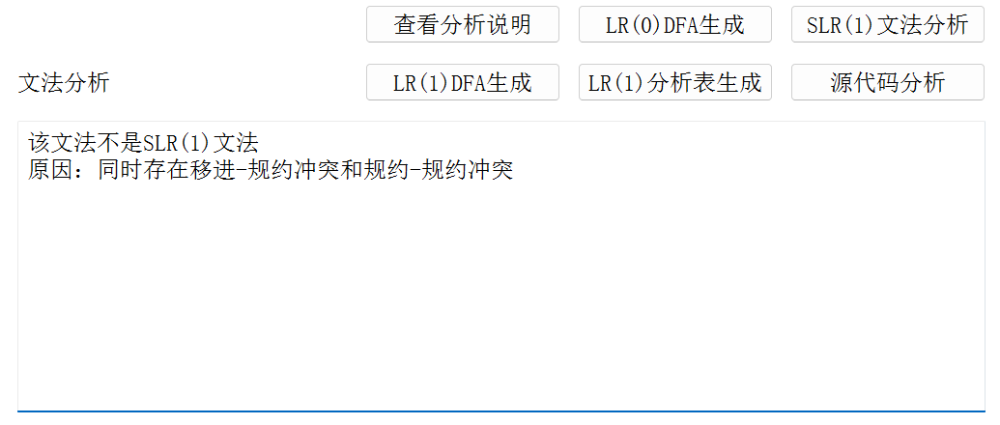 查看分析说明 LR(0)DFA生成 SLR(1)文法分析
文法分析 LR(1)DFA生成 LR(1)分析表生成 源代码分析
该文法不是SLR(1)文法
原因：同时存在移进-规约冲突和规约-规约冲突